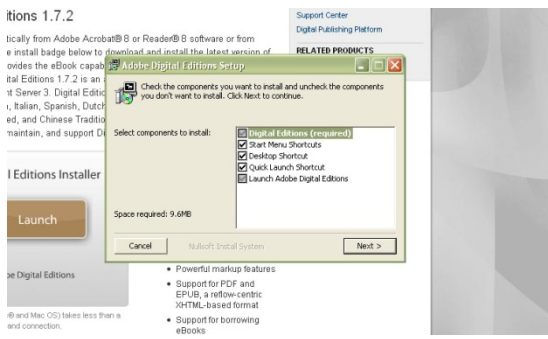 itions 1.7.2
tically from Adobe Acrobat® 8 or Reader® 8 software or from
e install badge below to download and install the latest version of
ovides the eBook capab
ital Editions 1.7.2 is an
nt Server 3. Digital Editic
, Italian, Spanish, Dutch
ed, and Chinese Traditio
maintain, and support Di
l Editions Installer
Launch
be Digital Editions
® and Mac OS) takes less than a
and connection.
Support Center
Digital Publishing Platform
RELATED PRODUCTS
Adobe Digital Editions Setup
Check the components you want to install and uncheck the components
you don't want to install. Click Next to continue.
Select components to install:
Digital Editions (required)
Start Menu Shortcuts
Desktop Shortcut
Quick Launch Shortcut
Launch Adobe Digital Editions
Space required: 9.6MB
Cancel
Nullsoft Install System
Next >
• Powerful markup features
• Support for PDF and
EPUB, a reflow-centric
XHTML-based format
• Support for borrowing
eBooks